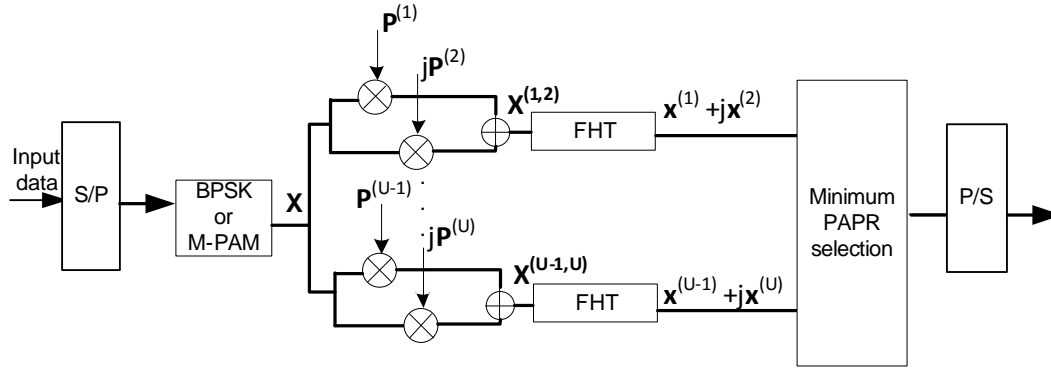 Input
data
S/P
BPSK
or
M-PAM
X
P(1)
jP(2)
X(1,2)
FHT
x(1) +jx(2)
P(U-1)
jP(U)
X(U-1,U)
FHT
x(U-1) +jx(U)
Minimum
PAPR
selection
P/S